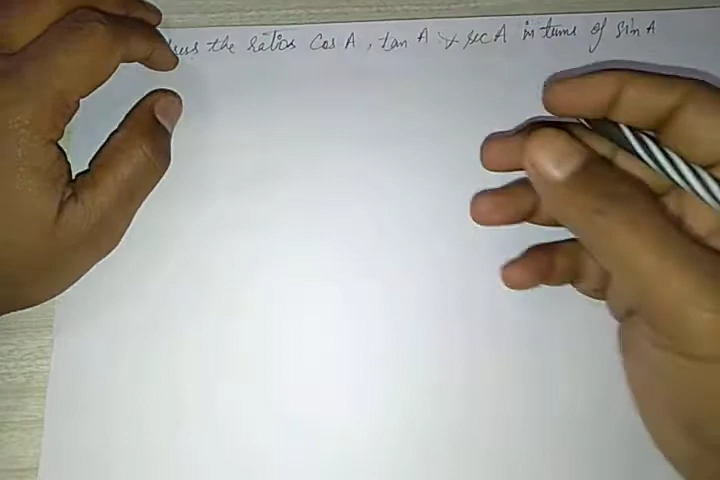 the ratios Cos A, tan A & sec A in terms of sin A